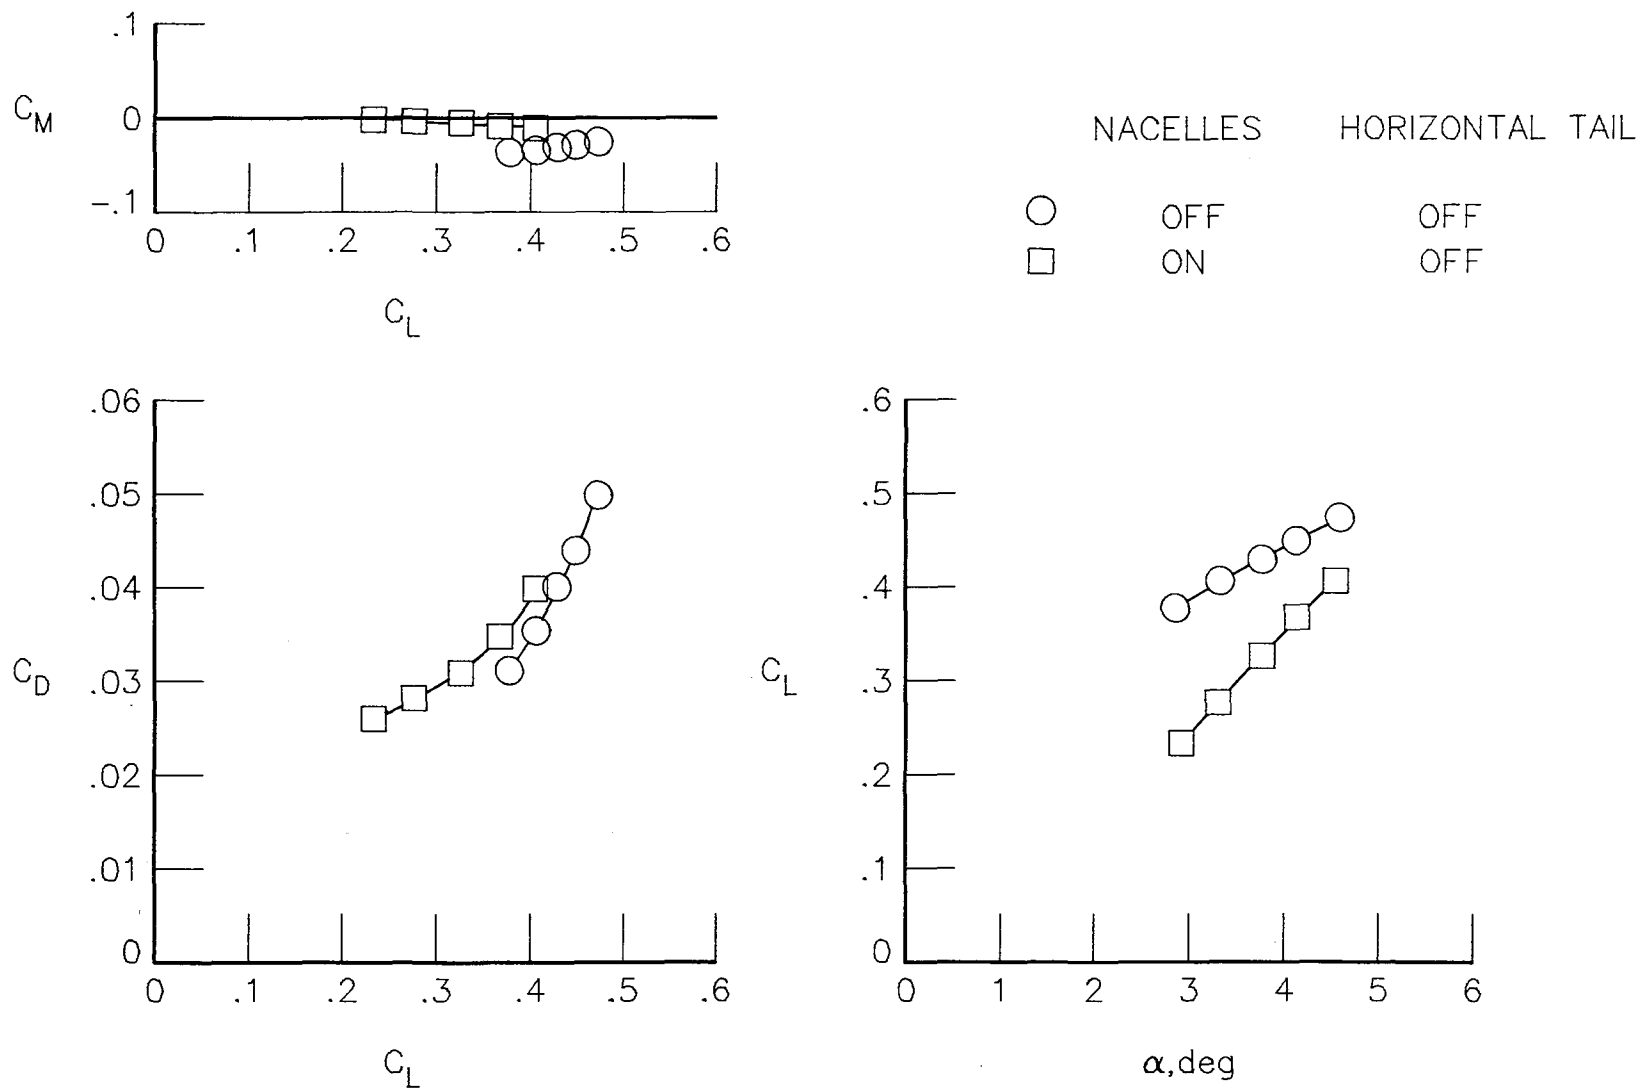 .1
C_M
0
-.1
0 .1 .2 .3 .4 .5 .6
C_L
NACELLES HORIZONTAL TAIL
OFF OFF
ON OFF
.06
.05
.04
C_D
.03
.02
.01
0
0 .1 .2 .3 .4 .5 .6
C_L
.6
.5
.4
C_L
.3
.2
.1
0
0 1 2 3 4 5 6
α,deg